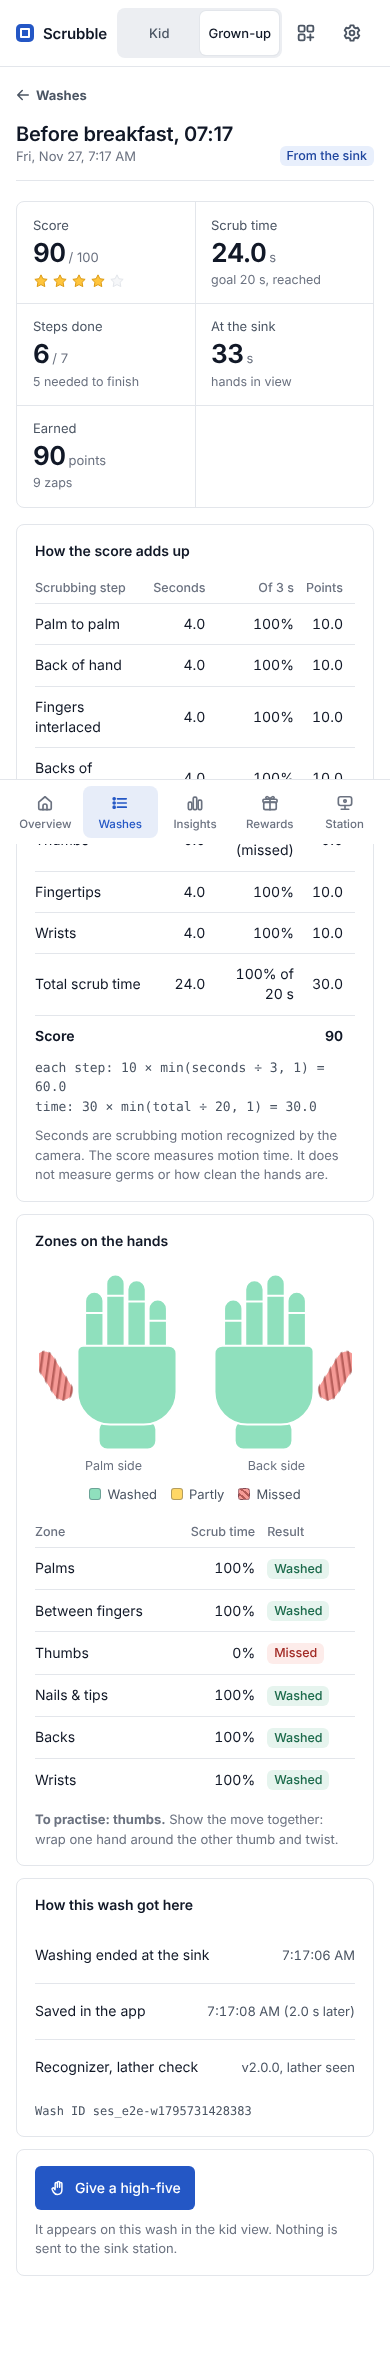 Scrubble
Kid
Grown-up
Washes
Before breakfast, 07:17
Fri, Nov 27, 7:17 AM
From the sink
Score
90 / 100
Scrub time
24.0 s
goal 20 s, reached
Steps done
6 / 7
5 needed to finish
At the sink
33 s
hands in view
Earned
90 points
9 zaps
How the score adds up
Scrubbing step Seconds Of 3 s Points
Palm to palm 4.0 100% 10.0
Back of hand 4.0 100% 10.0
Fingers
interlaced 4.0 100% 10.0
Backs of
4.0 100% 10.0
Overview
Washes
Insights
Rewards
Station
(missed)
Fingertips 4.0 100% 10.0
Wrists 4.0 100% 10.0
Total scrub time 24.0 100% of
20 s 30.0
Score 90
each step: 10 × min(seconds ÷ 3, 1) =
60.0
time: 30 × min(total ÷ 20, 1) = 30.0
Seconds are scrubbing motion recognized by the
camera. The score measures motion time. It does
not measure germs or how clean the hands are.
Zones on the hands
Palm side
Back side
Washed
Partly
Missed
Zone Scrub time Result
Palms 100% Washed
Between fingers 100% Washed
Thumbs 0% Missed
Nails & tips 100% Washed
Backs 100% Washed
Wrists 100% Washed
To practise: thumbs. Show the move together:
wrap one hand around the other thumb and twist.
How this wash got here
Washing ended at the sink 7:17:06 AM
Saved in the app 7:17:08 AM (2.0 s later)
Recognizer, lather check v2.0.0, lather seen
Wash ID ses_e2e-w1795731428383
Give a high-five
It appears on this wash in the kid view. Nothing is
sent to the sink station.